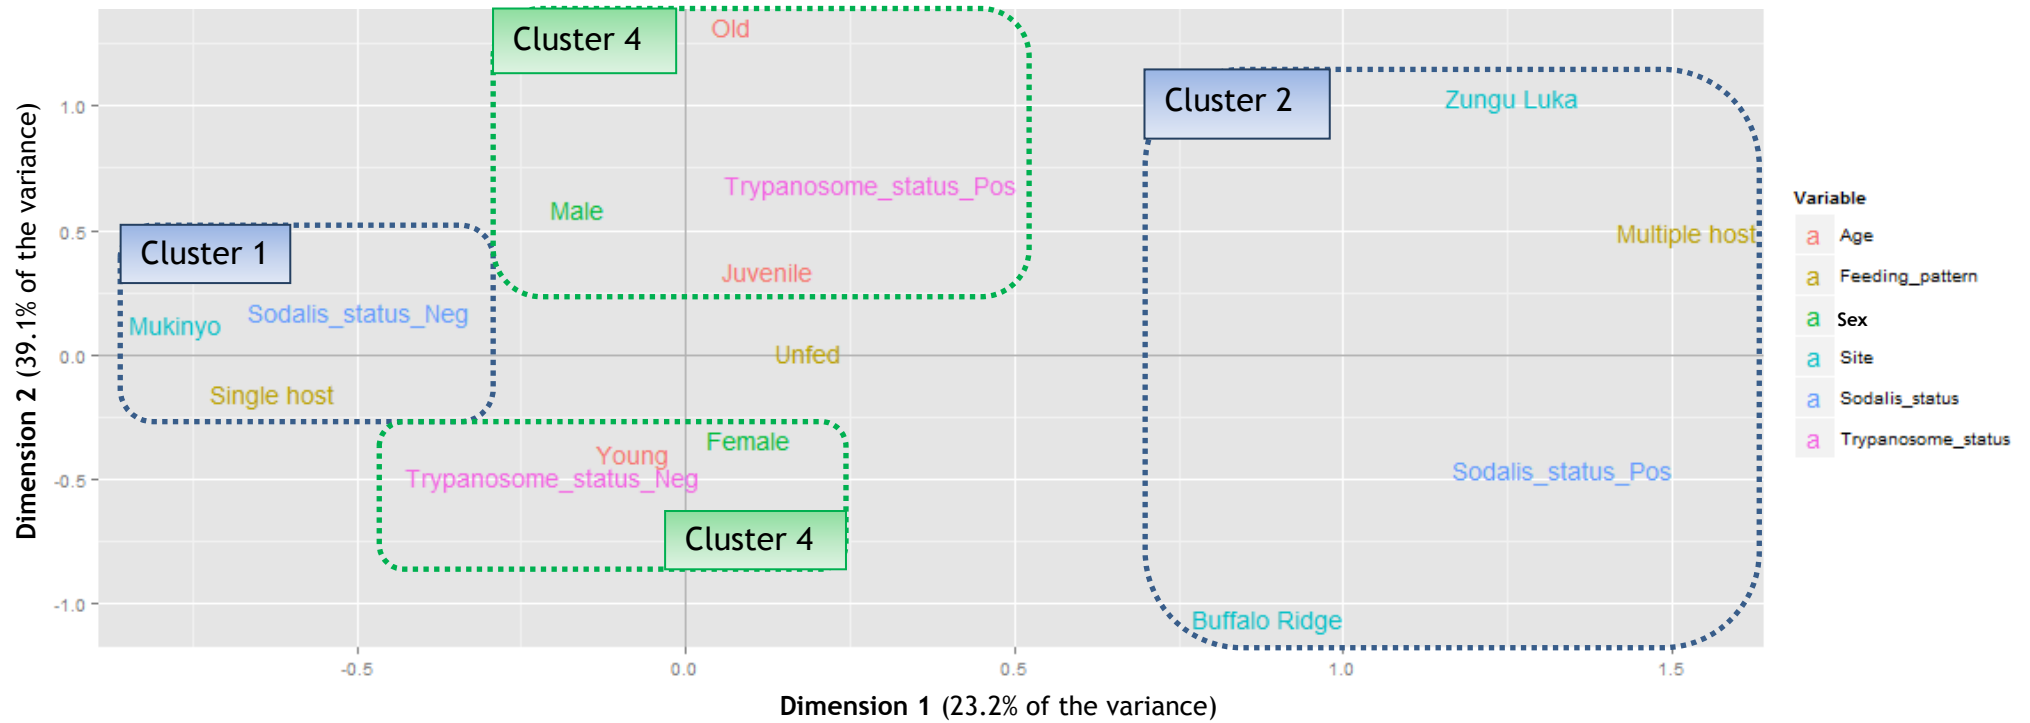 Cluster 4
Old
Cluster 2
Zungu Luka
1.0
Trypanosome_status_Pos
Male
Multiple host
0.5
Cluster 1
Juvenile
Sodalis_status_Neg
Mukinyo
0.0
Unfed
Single host
Female
Young
Trypanosome_status_Neg
-0.5
Sodalis_status_Pos
Cluster 4
-1.0
Buffalo Ridge
-0.5
0.0
0.5
1.0
1.5
Dimension 1 (23.2% of the variance)
Dimension 2 (39.1% of the variance)
Variable
a Age
a Feeding_pattern
a Sex
a Site
a Sodalis_status
a Trypanosome_status